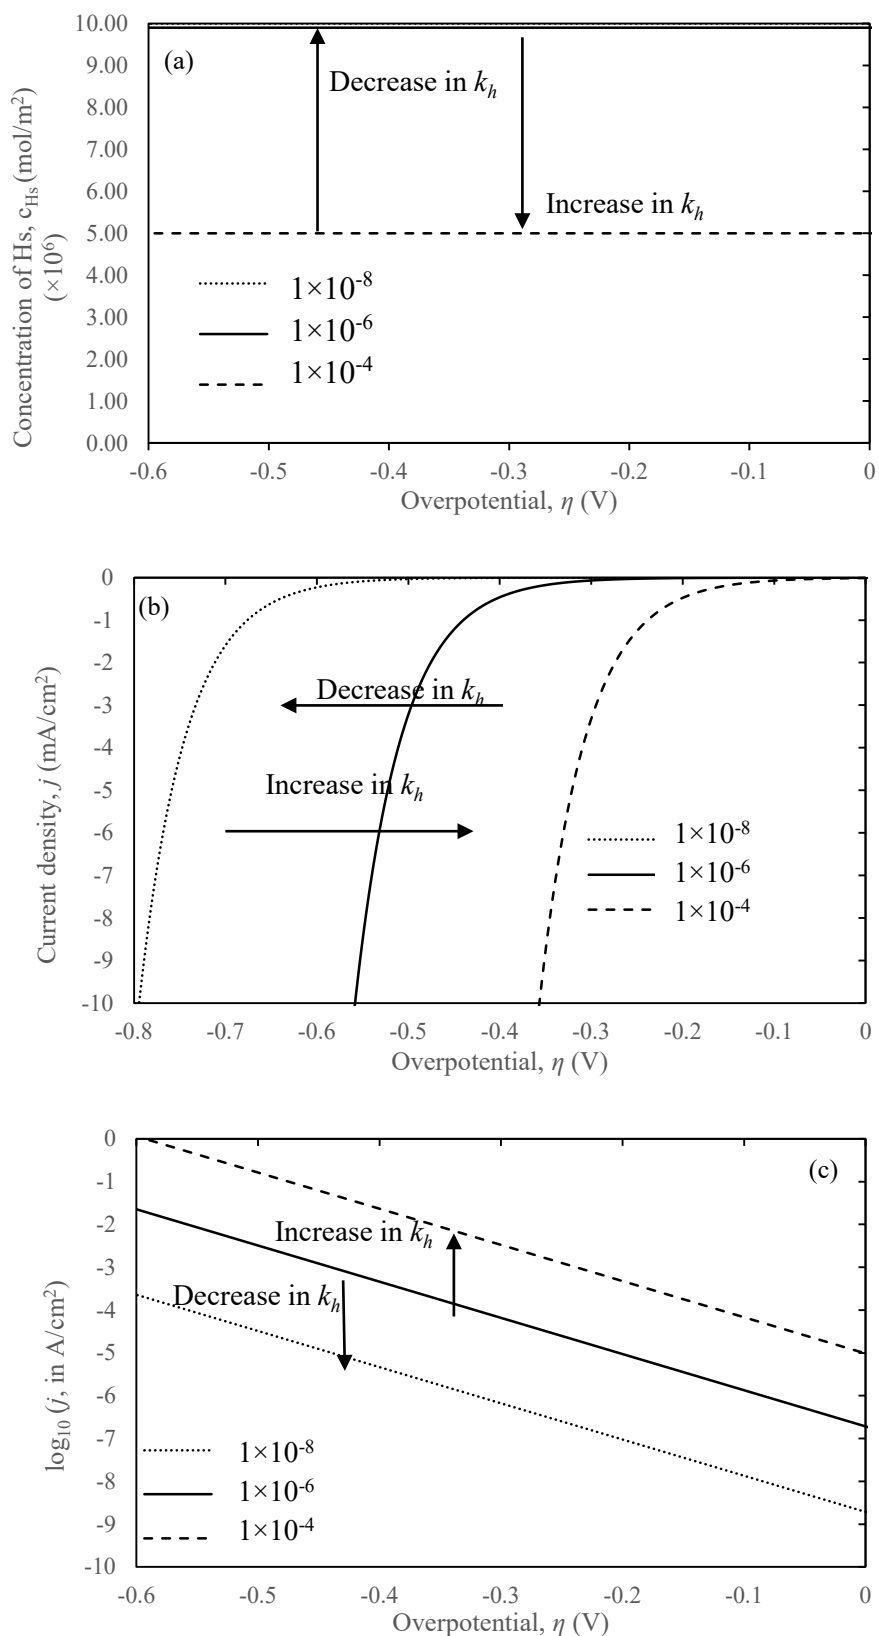 Concentration of Hs, c_Hs (mol/m²)
(×10⁶)
10.00
9.00
8.00
7.00
6.00
5.00
4.00
3.00
2.00
1.00
0.00
(a)
Decrease in k_h
Increase in k_h
1×10⁻⁸
1×10⁻⁶
1×10⁻⁴
-0.6 -0.5 -0.4 -0.3 -0.2 -0.1 0
Overpotential, η (V)
Current density, j (mA/cm²)
0
-1
-2
-3
-4
-5
-6
-7
-8
-9
-10
(b)
Decrease in k_h
Increase in k_h
1×10⁻⁸
1×10⁻⁶
1×10⁻⁴
-0.8 -0.7 -0.6 -0.5 -0.4 -0.3 -0.2 -0.1 0
Overpotential, η (V)
log₁₀ (j, in A/cm²)
0
-1
-2
-3
-4
-5
-6
-7
-8
-9
-10
(c)
Increase in k_h
Decrease in k_h
1×10⁻⁸
1×10⁻⁶
1×10⁻⁴
-0.6 -0.5 -0.4 -0.3 -0.2 -0.1 0
Overpotential, η (V)